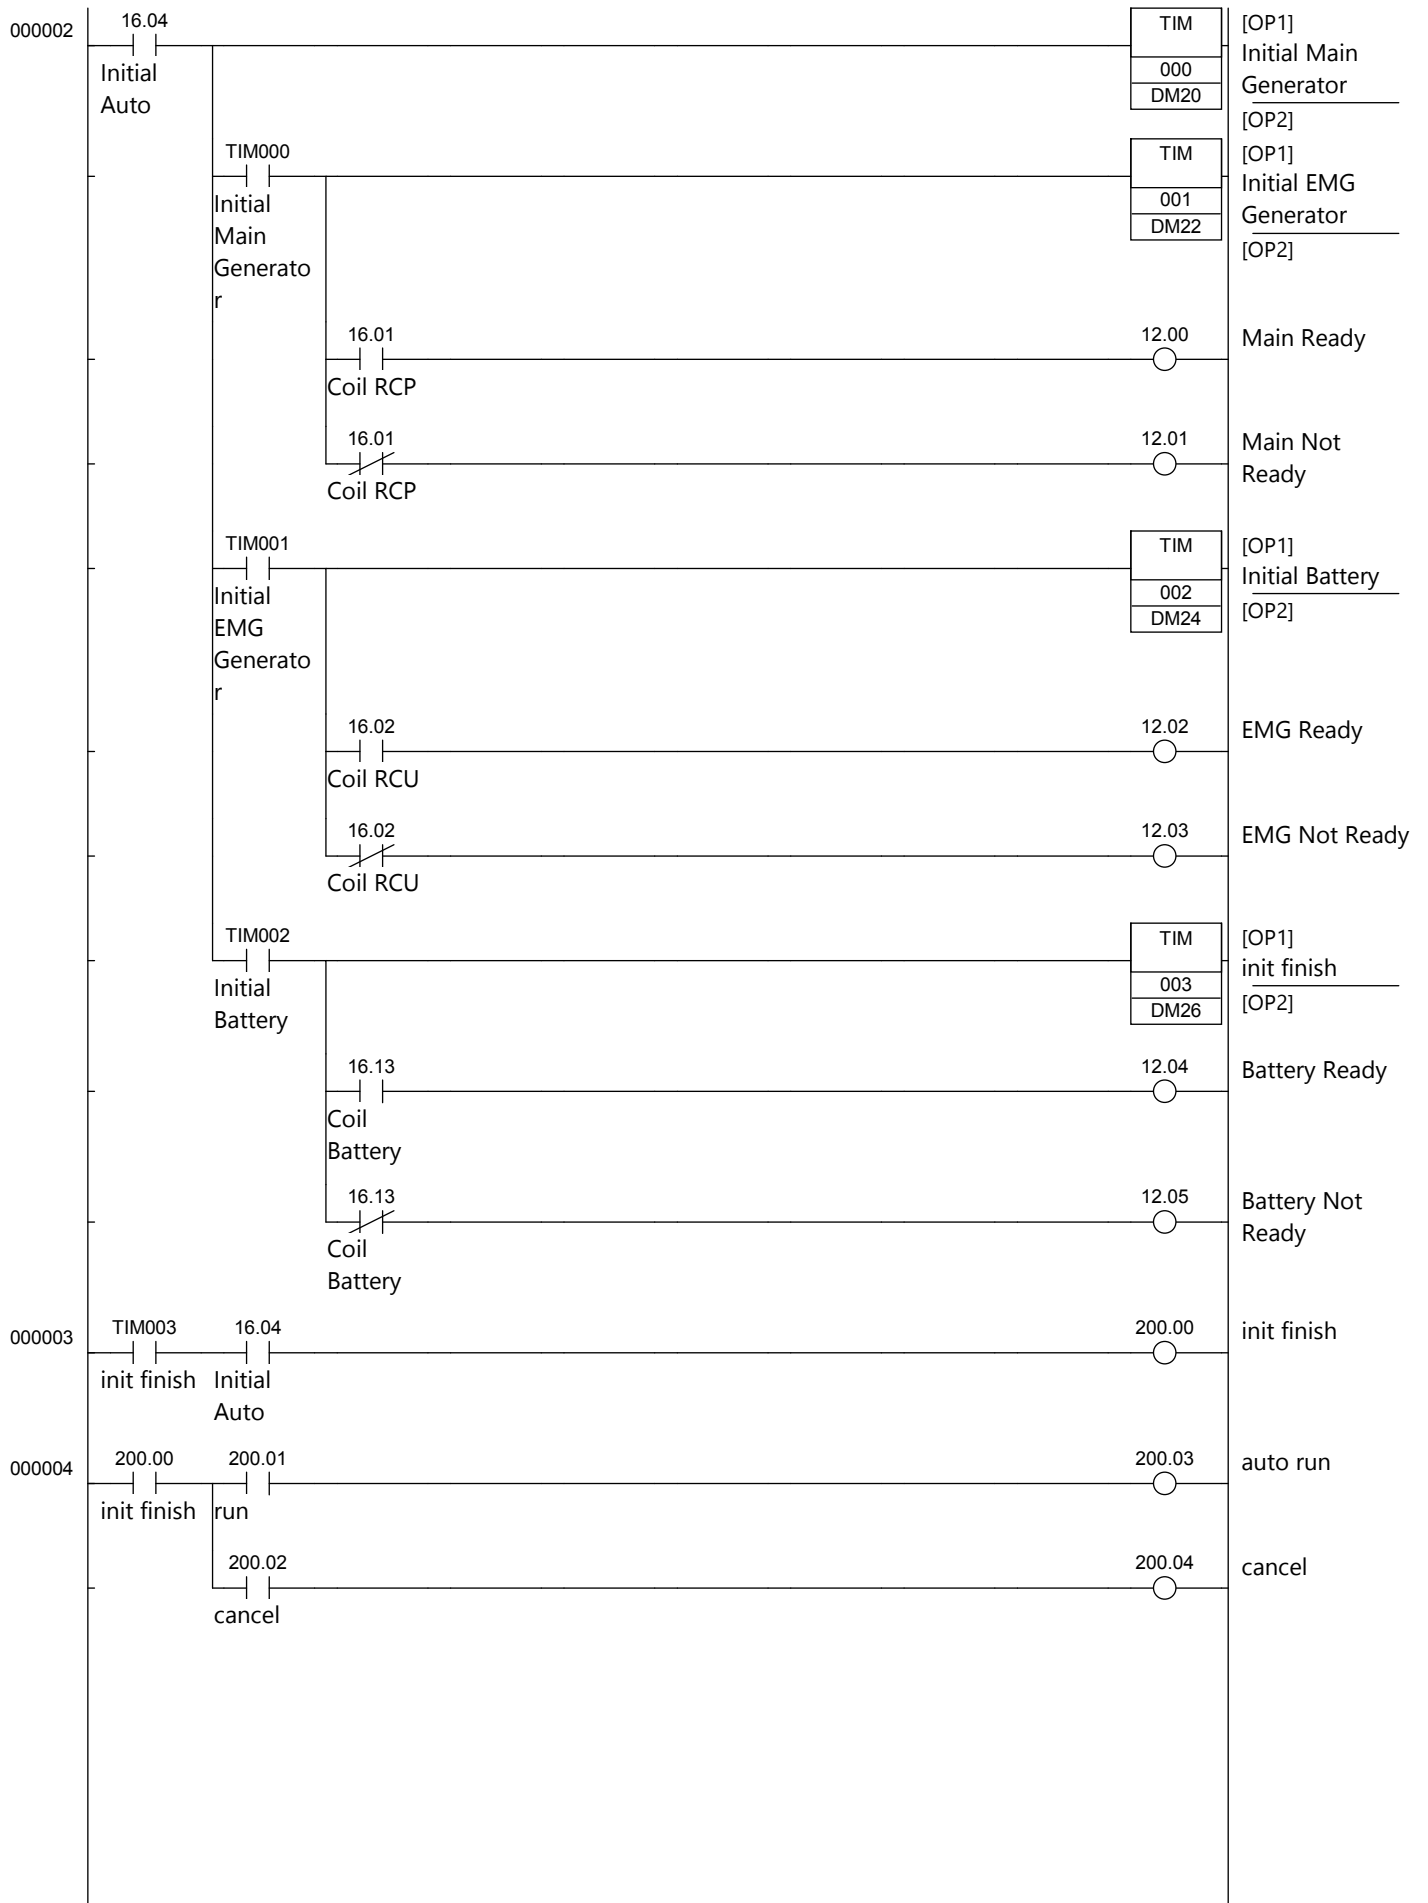 000002
16.04
Initial
Auto
TIM
000
DM20
[OP1]
Initial Main
Generator
[OP2]
TIM000
Initial
Main
Generato
r
TIM
001
DM22
[OP1]
Initial EMG
Generator
[OP2]
16.01
Coil RCP
12.00
Main Ready
16.01
Coil RCP
12.01
Main Not
Ready
TIM001
Initial
EMG
Generato
r
TIM
002
DM24
[OP1]
Initial Battery
[OP2]
16.02
Coil RCU
12.02
EMG Ready
16.02
Coil RCU
12.03
EMG Not Ready
TIM002
Initial
Battery
TIM
003
DM26
[OP1]
init finish
[OP2]
16.13
Coil
Battery
12.04
Battery Ready
16.13
Coil
Battery
12.05
Battery Not
Ready
000003
TIM003
init finish
16.04
Initial
Auto
200.00
init finish
000004
200.00
init finish
200.01
run
200.03
auto run
200.02
cancel
200.04
cancel